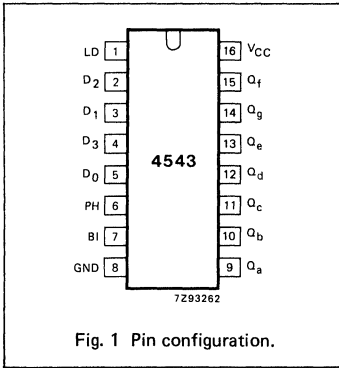 LD 1 16 VCC
D2 2 15 Qf
D1 3 14 Qg
D3 4 13 Qe
4543
D0 5 12 Qd
PH 6 11 Qc
BI 7 10 Qb
GND 8 9 Qa
7Z93262
Fig. 1 Pin configuration.